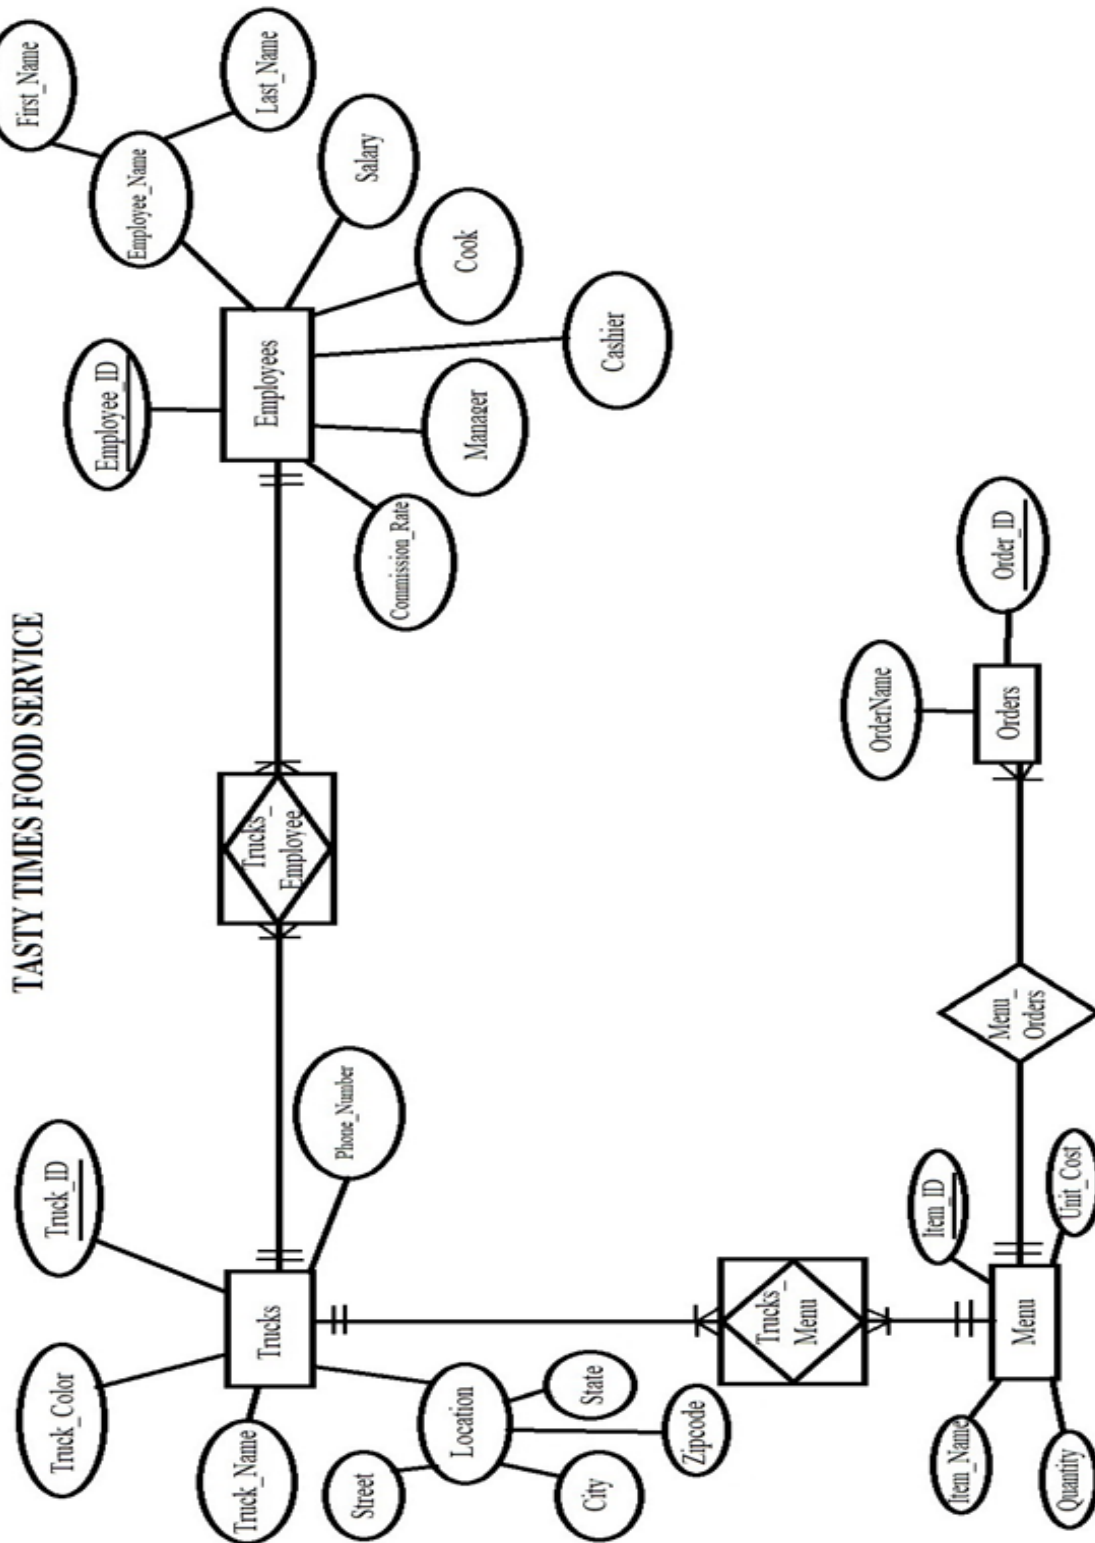 TASTY TIMES FOOD SERVICE
Truck_Color
Truck_ID
Truck_Name
Trucks
Phone_Number
Street
Location
State
City
Zipcode
Trucks_
Employee
Employee_ID
Employee_Name
First_Name
Last_Name
Employees
Salary
Commission_Rate
Manager
Cook
Cashier
Trucks_
Menu
Item_Name
Item_ID
Menu
Quantity
Unit_Cost
Menu_
Orders
OrderName
Orders
Order_ID